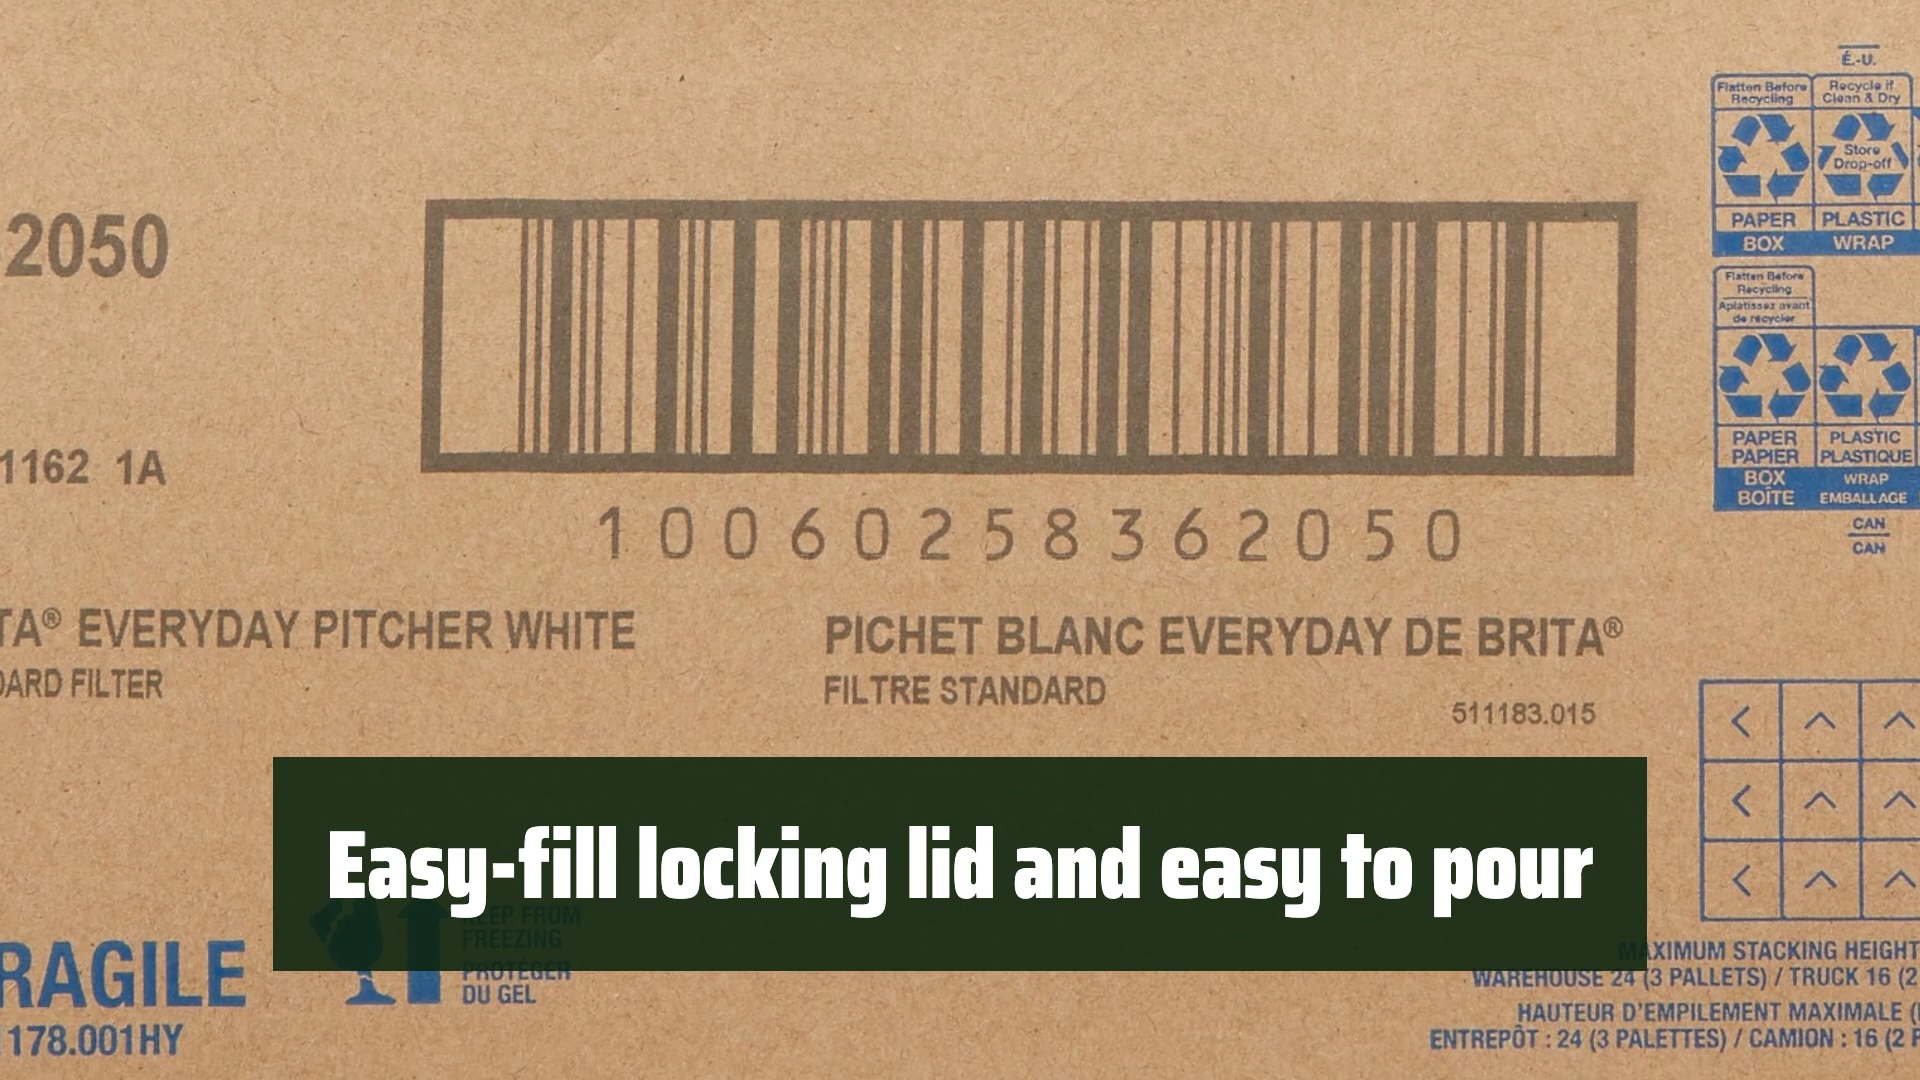 É.-U.
Flatten Before
Recycling
Recycle if
Clean & Dry
Store
Drop-off
PAPER
PLASTIC
BOX
WRAP
2050
Flatten Before
Recycling
Aplatissez avant
de recycler
1162 1A
PAPER
PAPIER
PLASTIC
PLASTIQUE
BOX
BOÎTE
WRAP
EMBALLAGE
CAN
CAN
10060258362050
TA® EVERYDAY PITCHER WHITE
DARD FILTER
PICHET BLANC EVERYDAY DE BRITA®
FILTRE STANDARD
511183.015
Easy-fill locking lid and easy to pour
KEEP FROM
FREEZING
PROTÉGER
DU GEL
RAGILE
1178.001HY
MAXIMUM STACKING HEIGHT
WAREHOUSE 24 (3 PALLETS) / TRUCK 16 (2
HAUTEUR D'EMPILEMENT MAXIMALE (
ENTREPÔT : 24 (3 PALETTES) / CAMION : 16 (2 P